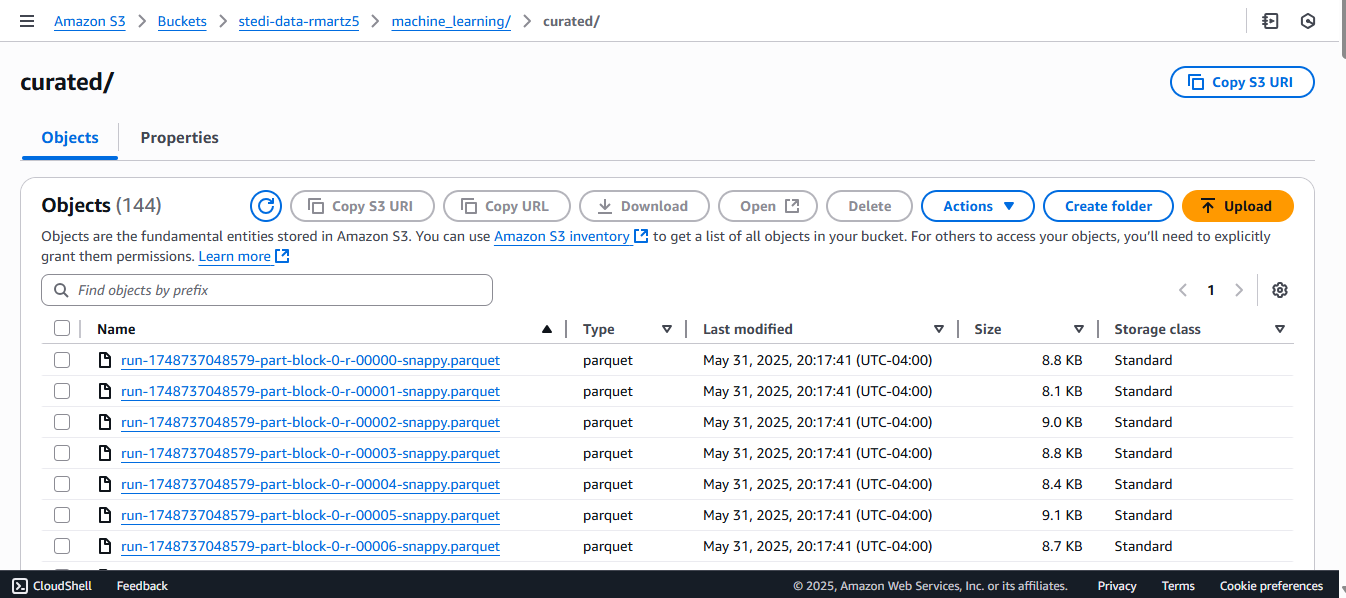 Amazon S3 > Buckets > stedi-data-rmartz5 > machine_learning/ > curated/
curated/
Copy S3 URI
Objects Properties
Objects (144)
Copy S3 URI Copy URL Download Open Delete Actions Create folder Upload
Objects are the fundamental entities stored in Amazon S3. You can use Amazon S3 inventory to get a list of all objects in your bucket. For others to access your objects, you’ll need to explicitly
grant them permissions. Learn more
Find objects by prefix
1
Name Type Last modified Size Storage class
run-1748737048579-part-block-0-r-00000-snappy.parquet parquet May 31, 2025, 20:17:41 (UTC-04:00) 8.8 KB Standard
run-1748737048579-part-block-0-r-00001-snappy.parquet parquet May 31, 2025, 20:17:41 (UTC-04:00) 8.1 KB Standard
run-1748737048579-part-block-0-r-00002-snappy.parquet parquet May 31, 2025, 20:17:41 (UTC-04:00) 9.0 KB Standard
run-1748737048579-part-block-0-r-00003-snappy.parquet parquet May 31, 2025, 20:17:41 (UTC-04:00) 8.8 KB Standard
run-1748737048579-part-block-0-r-00004-snappy.parquet parquet May 31, 2025, 20:17:41 (UTC-04:00) 8.4 KB Standard
run-1748737048579-part-block-0-r-00005-snappy.parquet parquet May 31, 2025, 20:17:41 (UTC-04:00) 9.1 KB Standard
run-1748737048579-part-block-0-r-00006-snappy.parquet parquet May 31, 2025, 20:17:41 (UTC-04:00) 8.7 KB Standard
CloudShell Feedback © 2025, Amazon Web Services, Inc. or its affiliates. Privacy Terms Cookie preferences